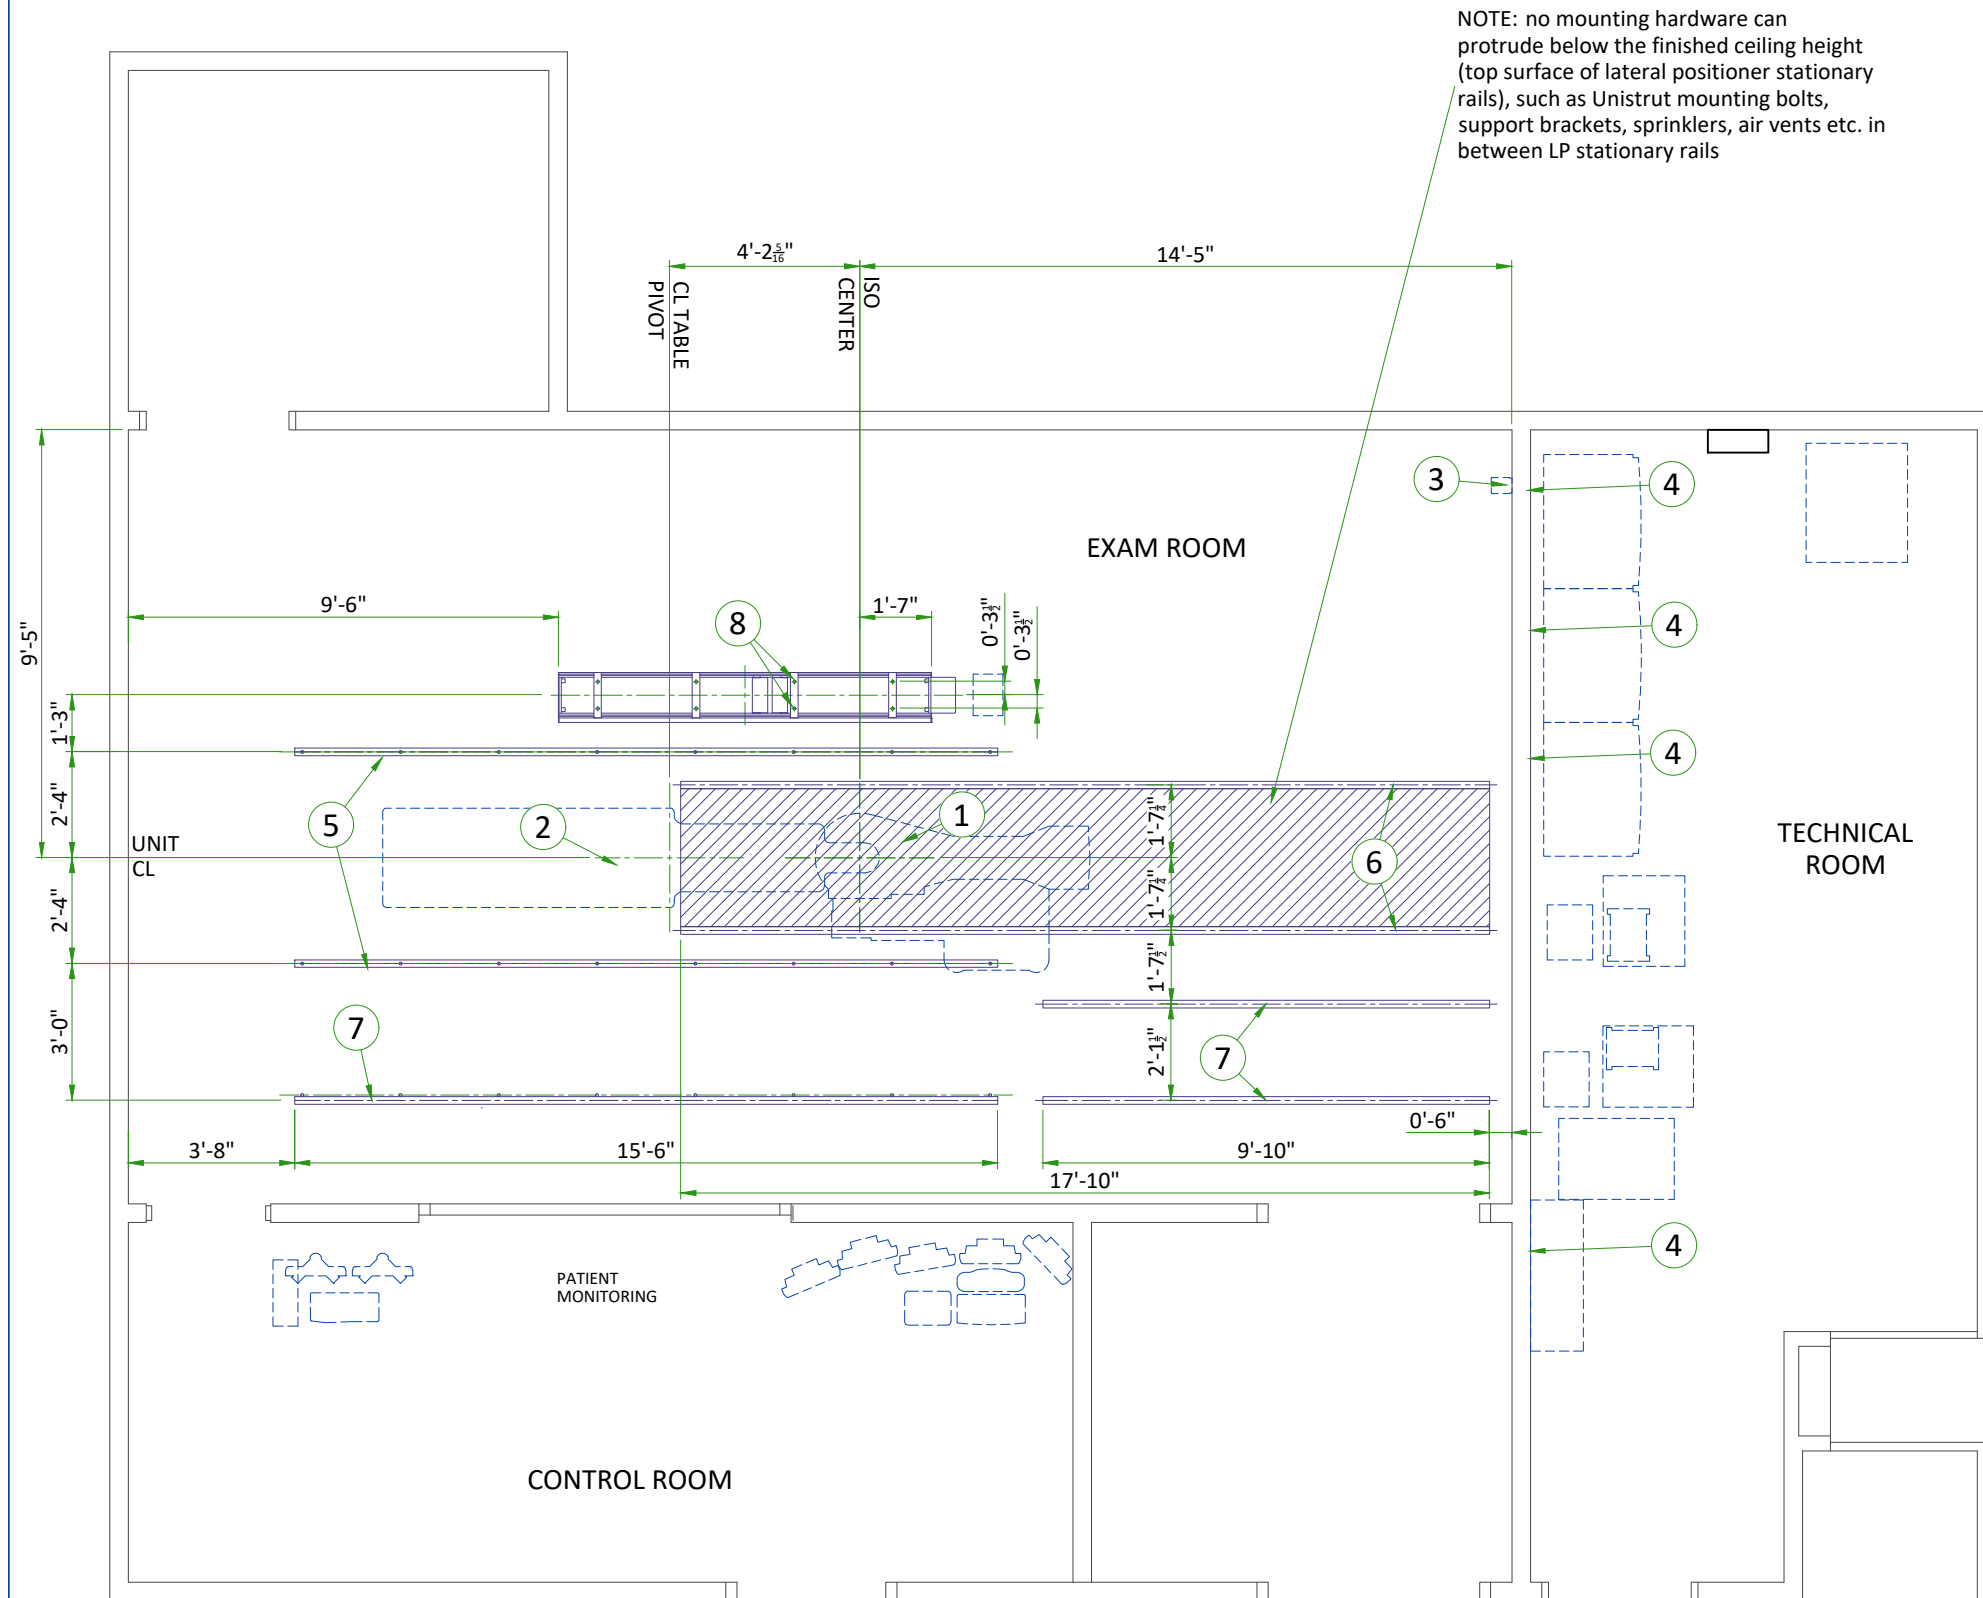 NOTE: no mounting hardware can
protrude below the finished ceiling height
(top surface of lateral positioner stationary
rails), such as Unistrut mounting bolts,
support brackets, sprinklers, air vents etc. in
between LP stationary rails
4'-2 5/16"
14'-5"
CL TABLE
PIVOT
ISO
CENTER
3
4
EXAM ROOM
9'-6"
8
1'-7"
0'-3 1/2"
0'-3 1/2"
4
9'-5"
1'-3"
4
2'-4"
5
2
1
1'-7 1/4"
UNIT
CL
6
TECHNICAL
ROOM
2'-4"
1'-7 1/4"
1'-7 1/2"
3'-0"
7
2'-1 1/2"
7
3'-8"
15'-6"
9'-10"
0'-6"
17'-10"
4
PATIENT
MONITORING
CONTROL ROOM